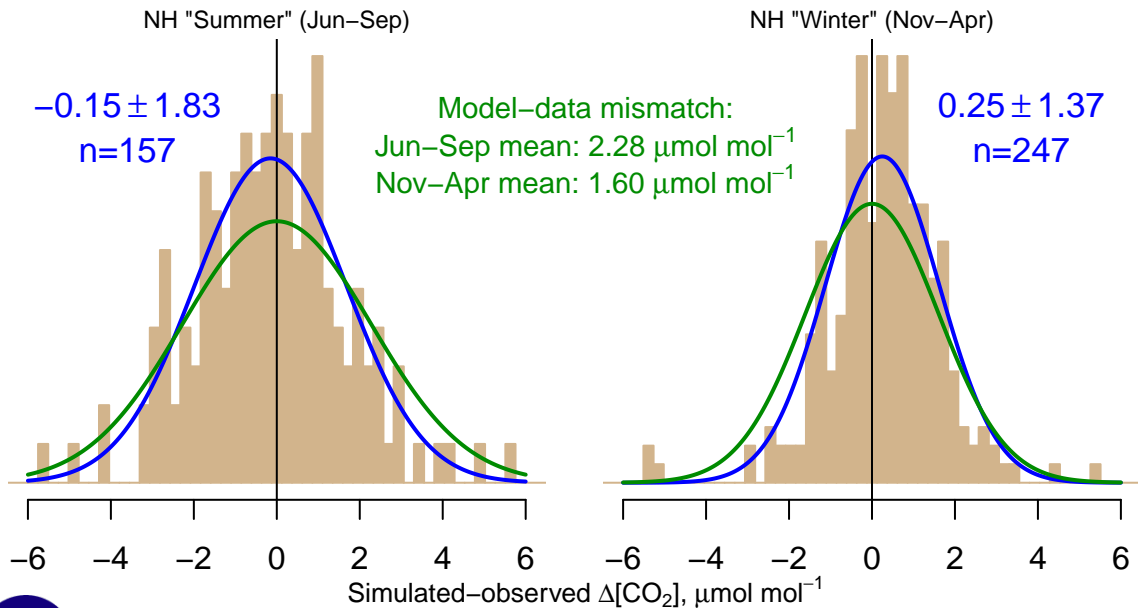 NH "Summer" (Jun−Sep)
NH "Winter" (Nov−Apr)
−0.15 ± 1.83
n=157
Model−data mismatch:
Jun−Sep mean: 2.28 μmol mol⁻¹
Nov−Apr mean: 1.60 μmol mol⁻¹
0.25 ± 1.37
n=247
−6 −4 −2 0 2 4 6
−6 −4 −2 0 2 4 6
Simulated−observed Δ[CO₂], μmol mol⁻¹